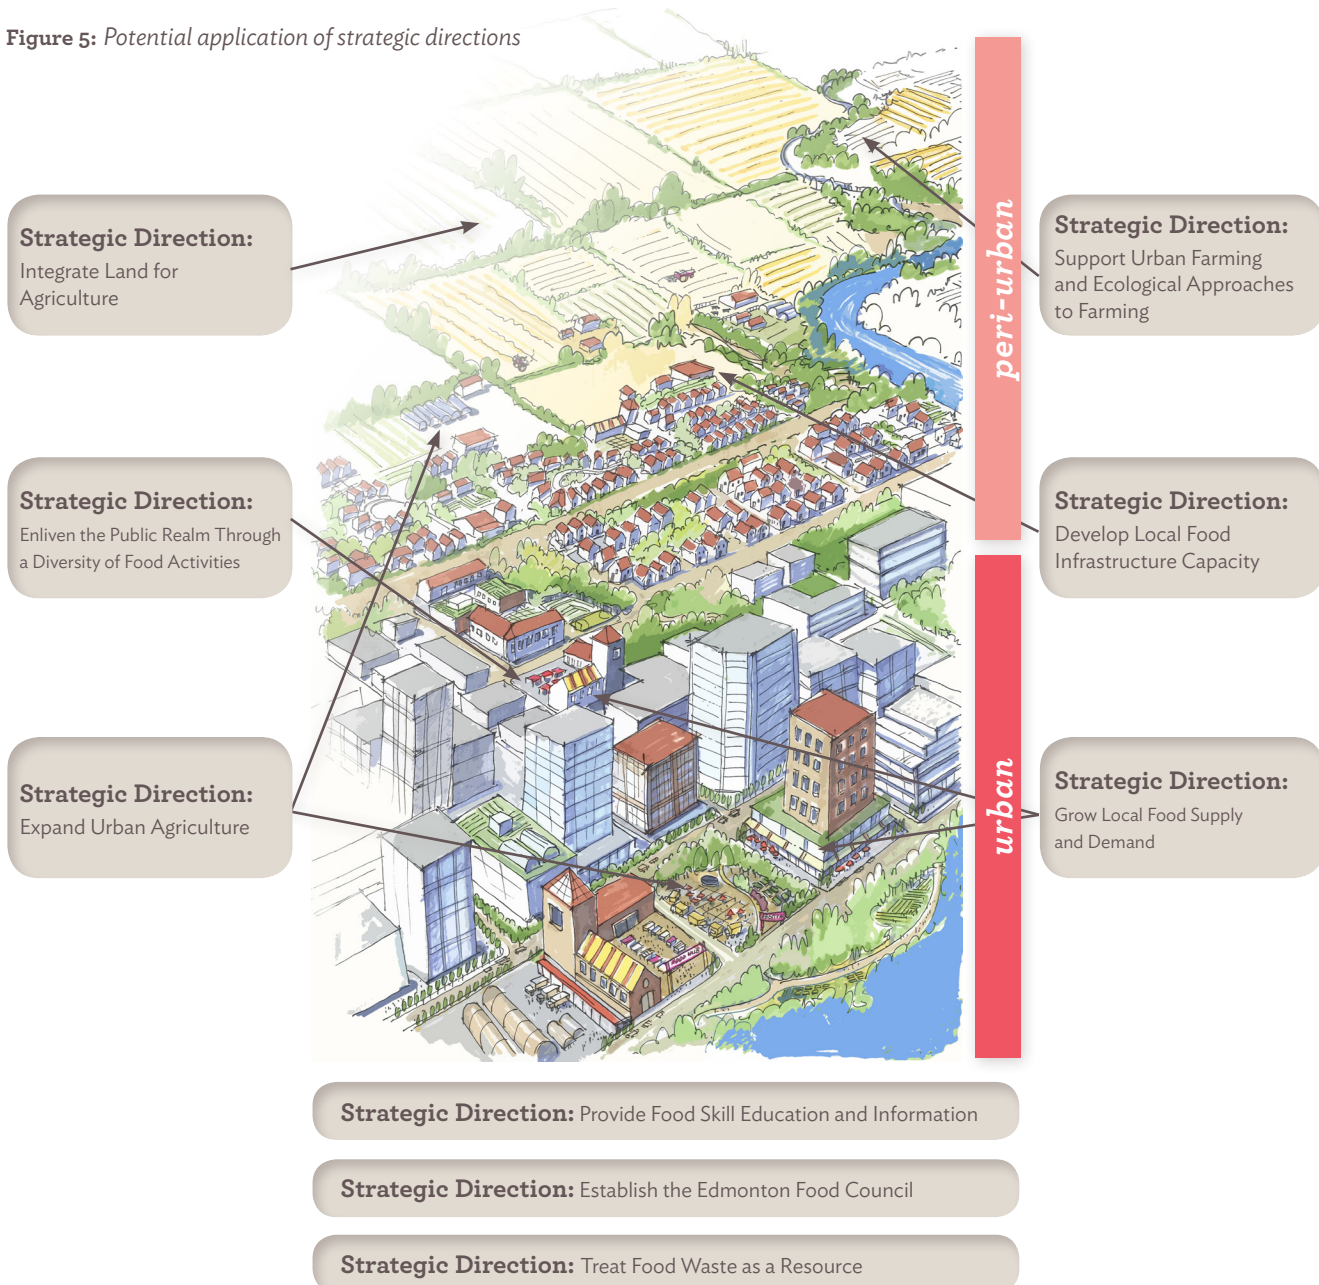 Figure 5: Potential application of strategic directions
Strategic Direction:
Integrate Land for
Agriculture
Strategic Direction:
Enliven the Public Realm Through
a Diversity of Food Activities
Strategic Direction:
Expand Urban Agriculture
peri-urban
urban
Strategic Direction:
Support Urban Farming
and Ecological Approaches
to Farming
Strategic Direction:
Develop Local Food
Infrastructure Capacity
Strategic Direction:
Grow Local Food Supply
and Demand
Strategic Direction: Provide Food Skill Education and Information
Strategic Direction: Establish the Edmonton Food Council
Strategic Direction: Treat Food Waste as a Resource